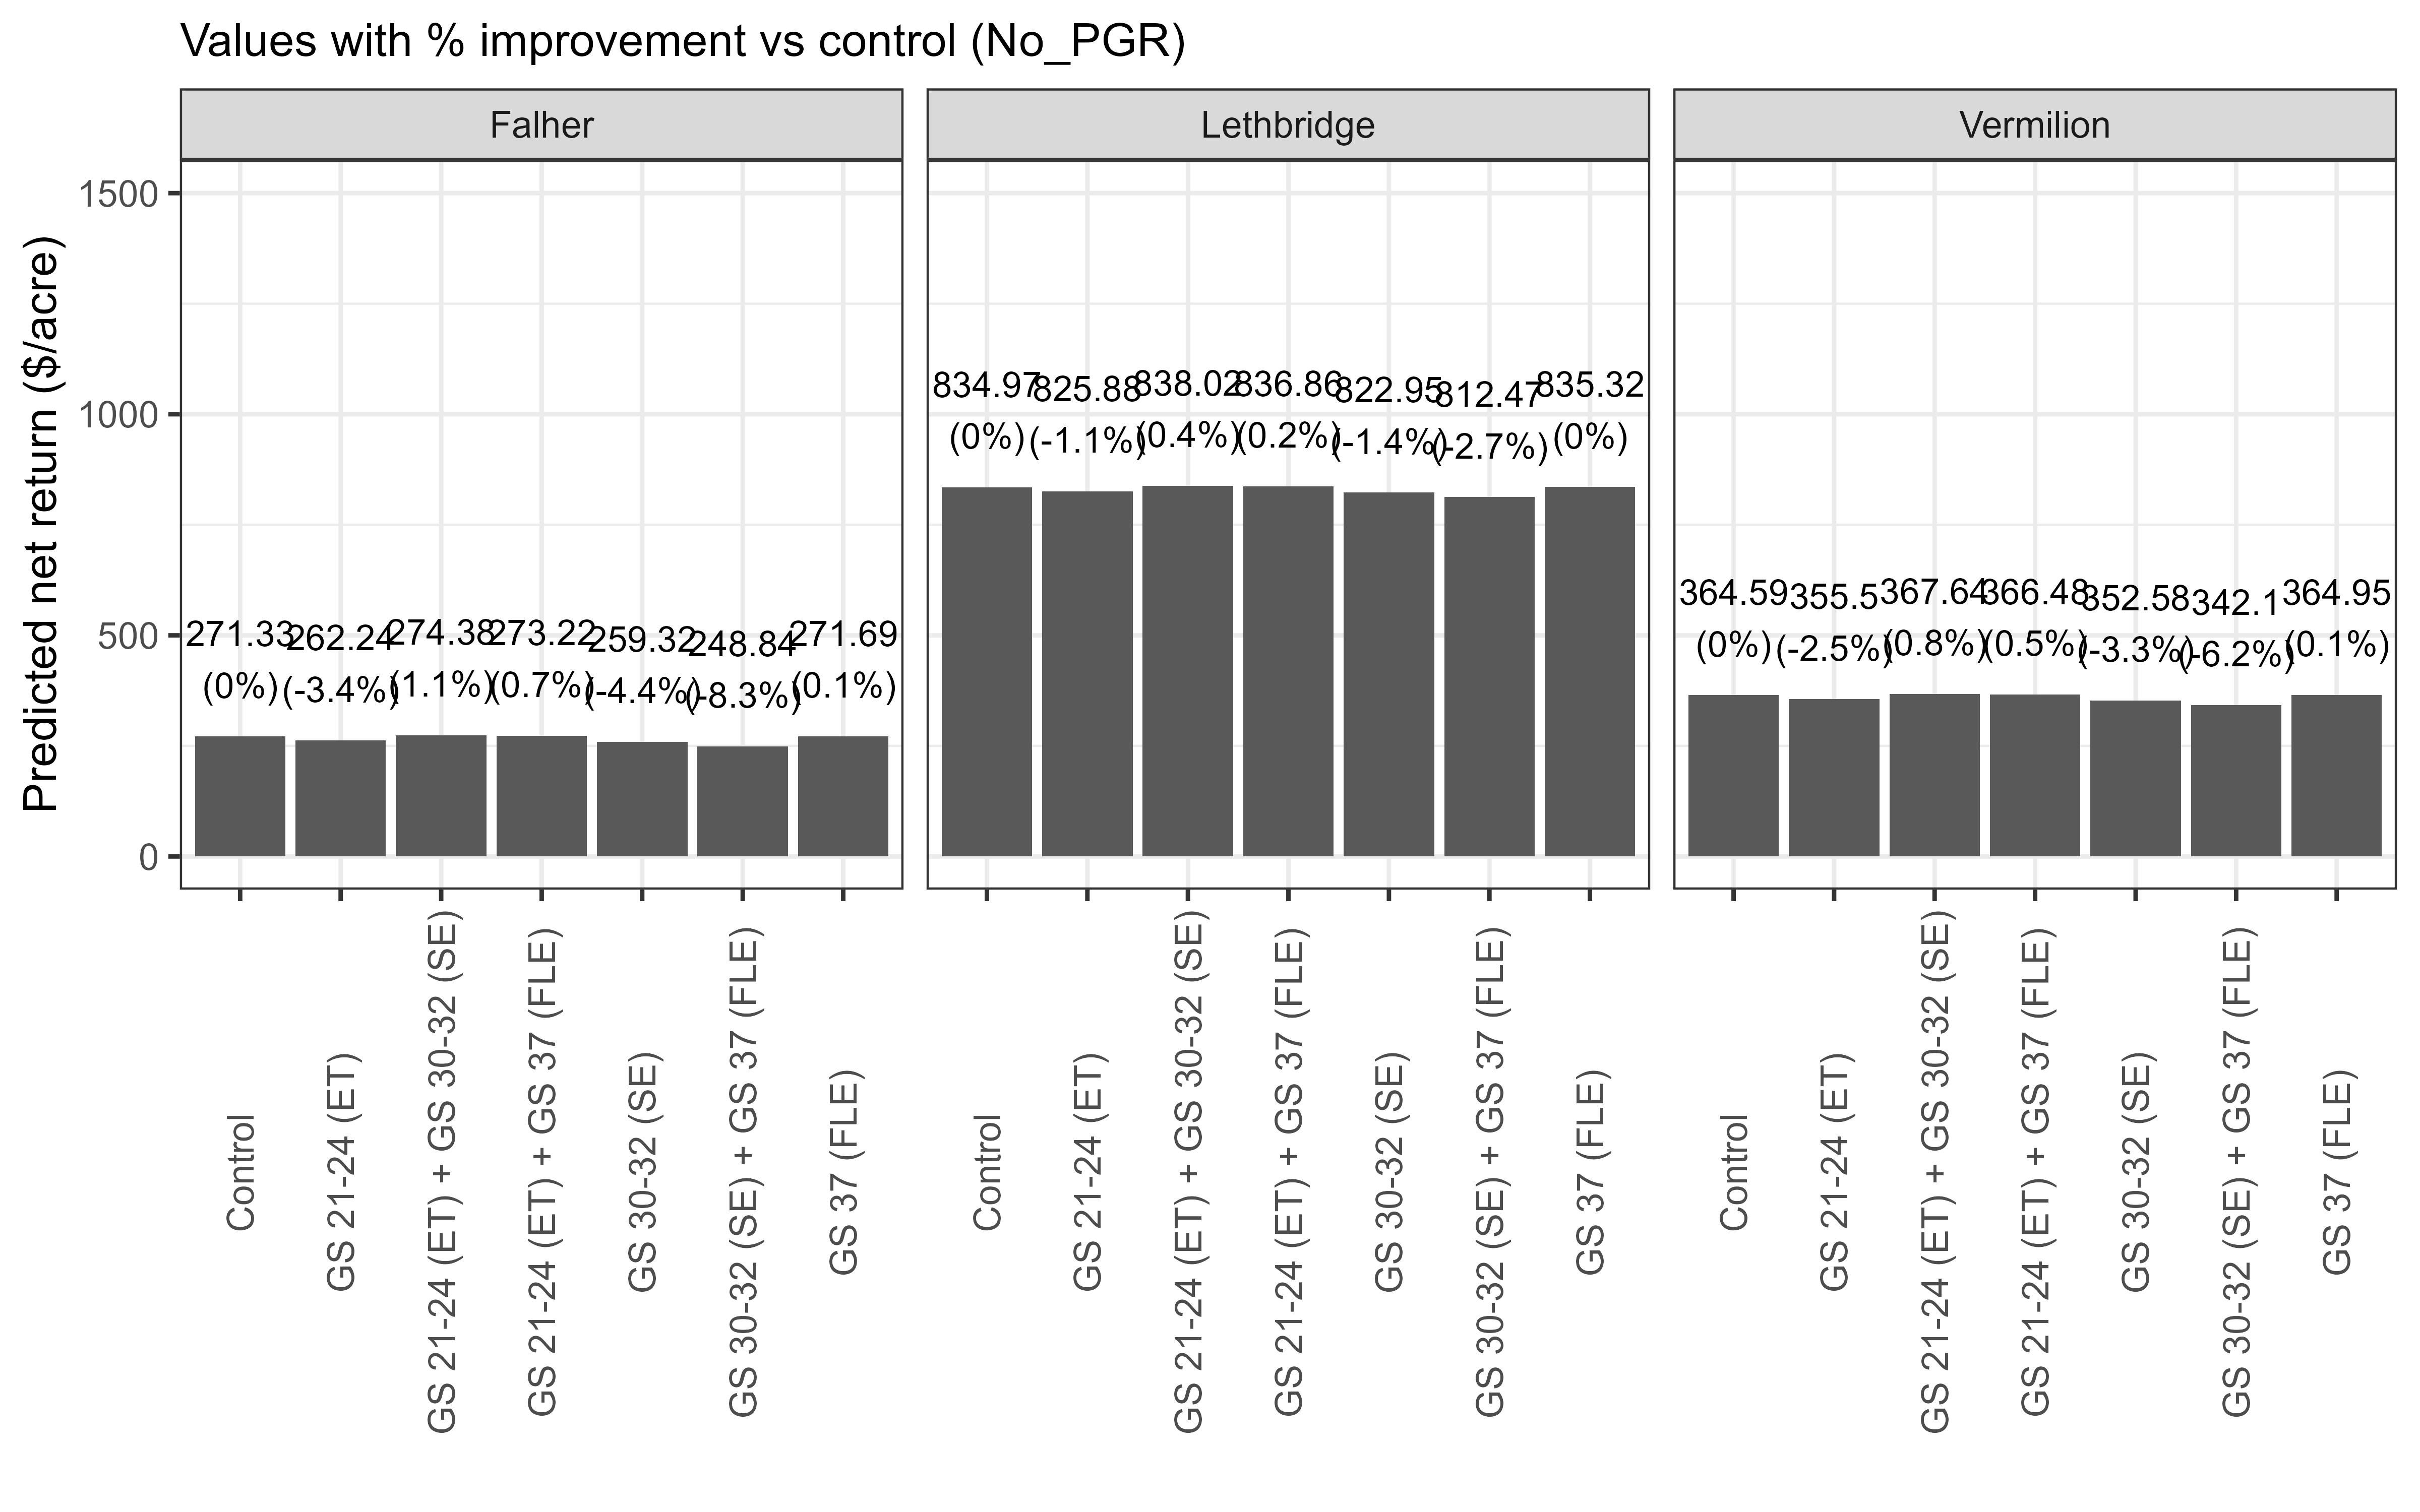 Values with % improvement vs control (No_PGR)
Falher
Lethbridge
Vermilion
Predicted net return ($/acre)
1500
1000
500
0
271.33 262.24 274.38 273.22 259.32 248.84 271.69
(0%) (-3.4%) (1.1%) (0.7%) (-4.4%) (-8.3%) (0.1%)
834.97 825.88 838.02 836.86 822.95 812.47 835.32
(0%) (-1.1%) (0.4%) (0.2%) (-1.4%) (-2.7%) (0%)
364.59 355.5 367.64 366.48 352.58 342.1 364.95
(0%) (-2.5%) (0.8%) (0.5%) (-3.3%) (-6.2%) (0.1%)
Control
GS 21-24 (ET)
GS 21-24 (ET) + GS 30-32 (SE)
GS 21-24 (ET) + GS 37 (FLE)
GS 30-32 (SE)
GS 30-32 (SE) + GS 37 (FLE)
GS 37 (FLE)
Control
GS 21-24 (ET)
GS 21-24 (ET) + GS 30-32 (SE)
GS 21-24 (ET) + GS 37 (FLE)
GS 30-32 (SE)
GS 30-32 (SE) + GS 37 (FLE)
GS 37 (FLE)
Control
GS 21-24 (ET)
GS 21-24 (ET) + GS 30-32 (SE)
GS 21-24 (ET) + GS 37 (FLE)
GS 30-32 (SE)
GS 30-32 (SE) + GS 37 (FLE)
GS 37 (FLE)